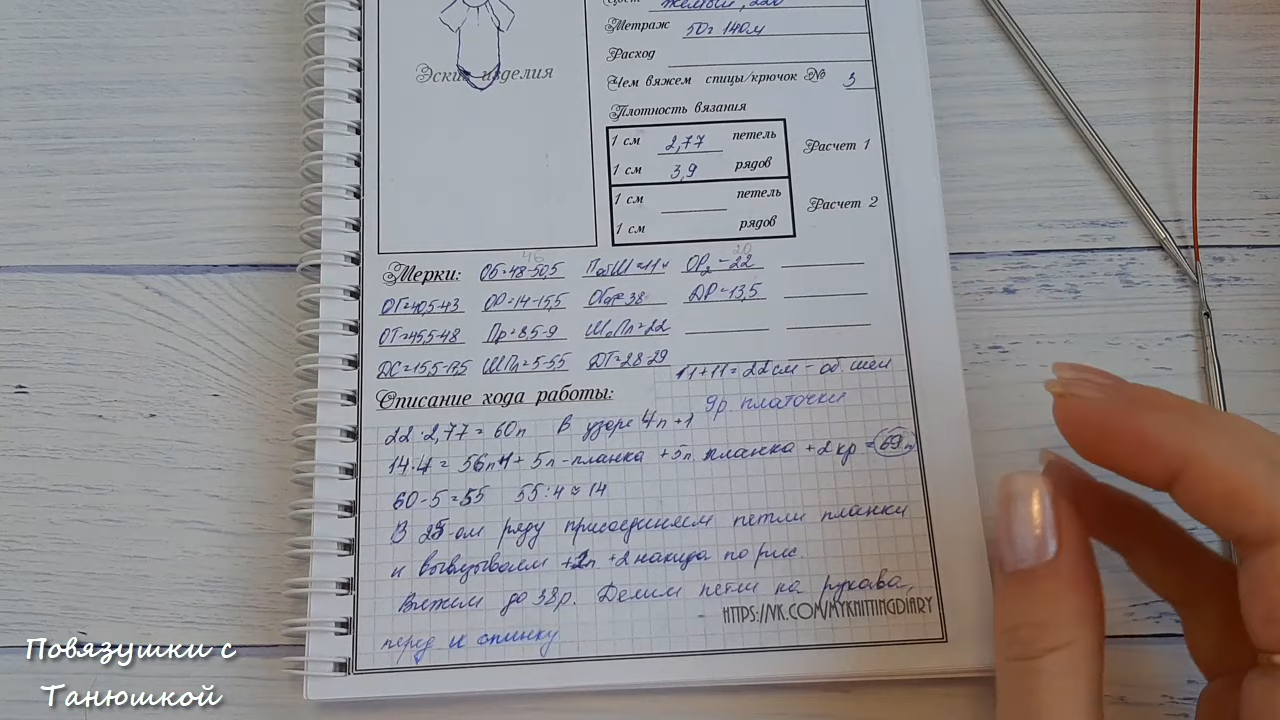 Цвет желтый, 220
Метраж 50г 140м
Эскиз изделия
Расход
Чем вяжем спицы/крючок № 3
Плотность вязания
1 см 2,77 петель
Расчет 1
1 см 3,9 рядов
1 см петель
Расчет 2
1 см рядов
46 20
Мерки: ОБ=48-50,5 ПобШ=11 ОР2=22
ОГ=40,5-43 ОР=14-15,5 38 ДР=13,5
ОТ=45,5-48 Пр=8,5-9 ШоПл=22
ДС=15,5-17,5 ШПл=5-5,5 ДТ=28-29
11+11=22см - об. шеи
Описание хода работы:
9р. платочки
22·2,77=60п В узоре 4п+1
14·4=56п+1+5п-планка+5п планка+2кр=69п
60-5=55 55:4≈14
В 25-ом ряду присоединяем петли планки
и вывязываем +2п +2 накида по рис.
Вяжем до 38р. Делим петли на рукава,
перед и спинку
HTTPS://VK.COM/MYKNITTINGDIARY
Повязушки с
Танюшкой